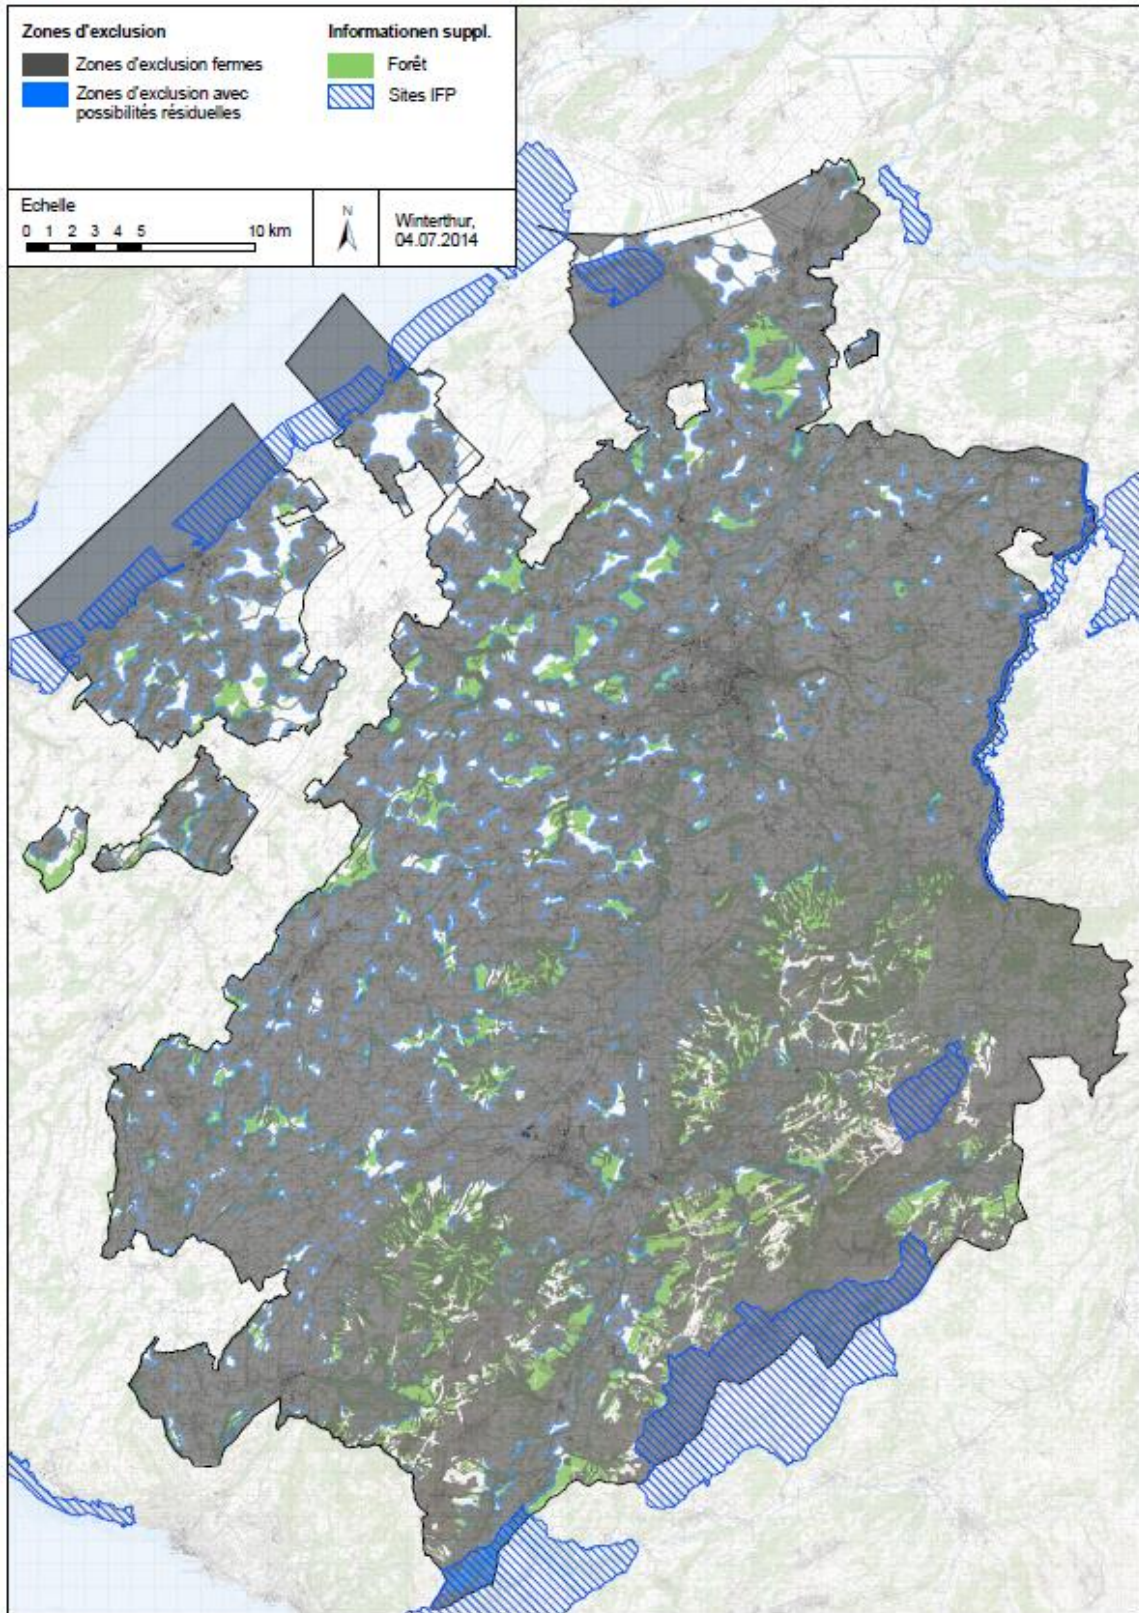 Zones d'exclusion
Zones d'exclusion fermes
Zones d'exclusion avec
possibilités résiduelles
Informationen suppl.
Forêt
Sites IFP
Echelle
0 1 2 3 4 5 10 km
N
Winterthur,
04.07.2014